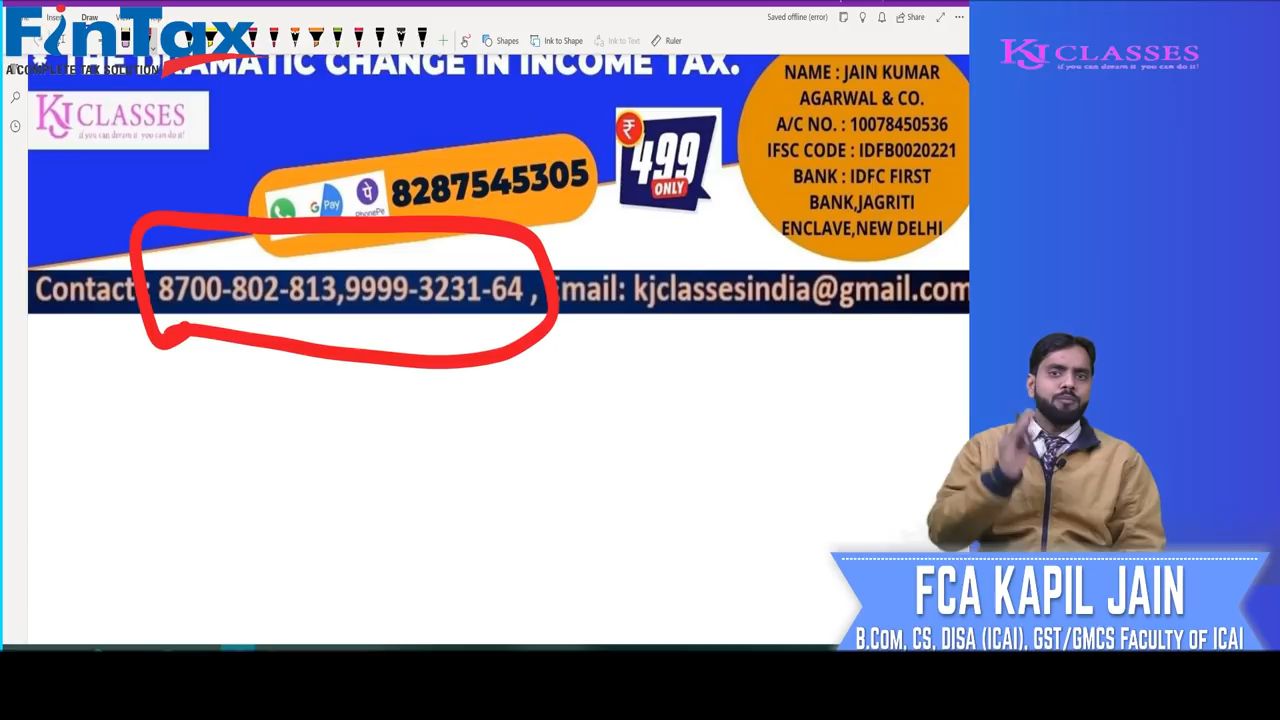 FinTax
A COMPLETE TAX SOLUTION
Draw
Saved offline (error)
Share
Shapes
Ink to Shape
Ink to Text
Ruler
DRAMATIC CHANGE IN INCOME TAX.
KJ CLASSES
if you can dream it you can do it!
KJ CLASSES
if you can dream it you can do it!
G Pay
PhonePe
8287545305
₹
499
ONLY
NAME : JAIN KUMAR
AGARWAL & CO.
A/C NO. : 10078450536
IFSC CODE : IDFB0020221
BANK : IDFC FIRST
BANK,JAGRITI
ENCLAVE,NEW DELHI
Contact : 8700-802-813,9999-3231-64 , Email: kjclassesindia@gmail.com
FCA KAPIL JAIN
B.COM, CS, DISA (ICAI), GST/GMCS FACULTY OF ICAI